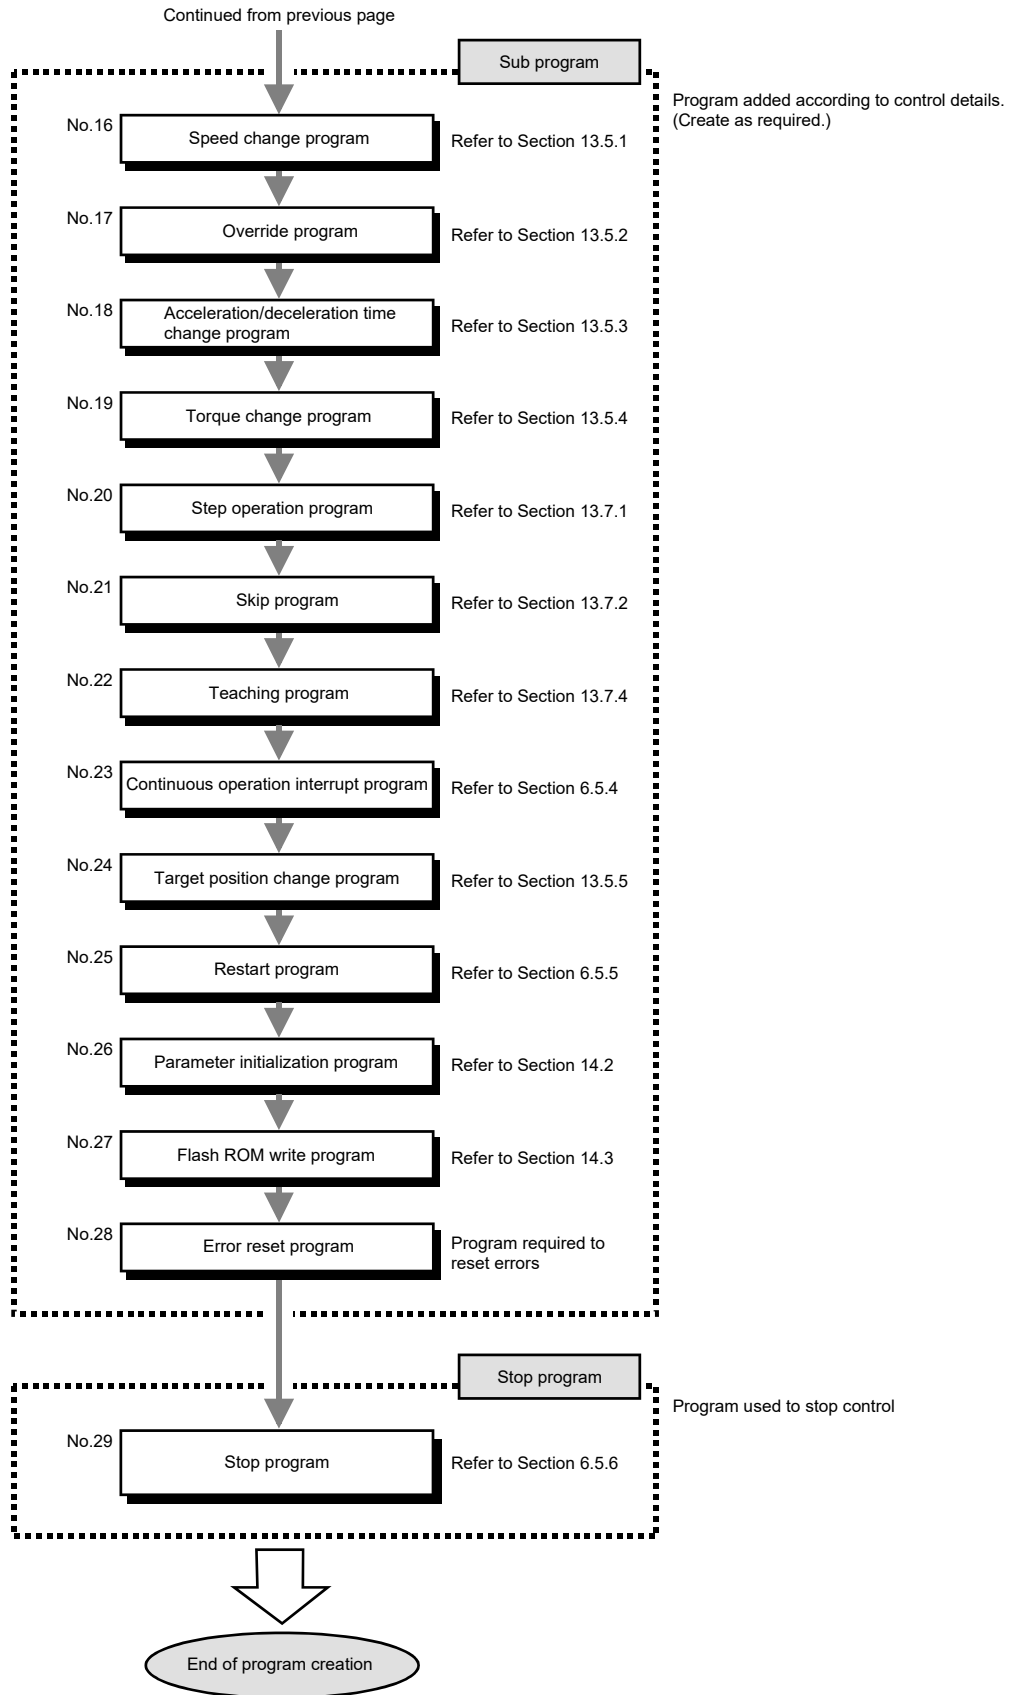 Continued from previous page
Sub program
Program added according to control details.
(Create as required.)
No.16
Speed change program
Refer to Section 13.5.1
No.17
Override program
Refer to Section 13.5.2
No.18
Acceleration/deceleration time
change program
Refer to Section 13.5.3
No.19
Torque change program
Refer to Section 13.5.4
No.20
Step operation program
Refer to Section 13.7.1
No.21
Skip program
Refer to Section 13.7.2
No.22
Teaching program
Refer to Section 13.7.4
No.23
Continuous operation interrupt program
Refer to Section 6.5.4
No.24
Target position change program
Refer to Section 13.5.5
No.25
Restart program
Refer to Section 6.5.5
No.26
Parameter initialization program
Refer to Section 14.2
No.27
Flash ROM write program
Refer to Section 14.3
No.28
Error reset program
Program required to
reset errors
Stop program
Program used to stop control
No.29
Stop program
Refer to Section 6.5.6
End of program creation